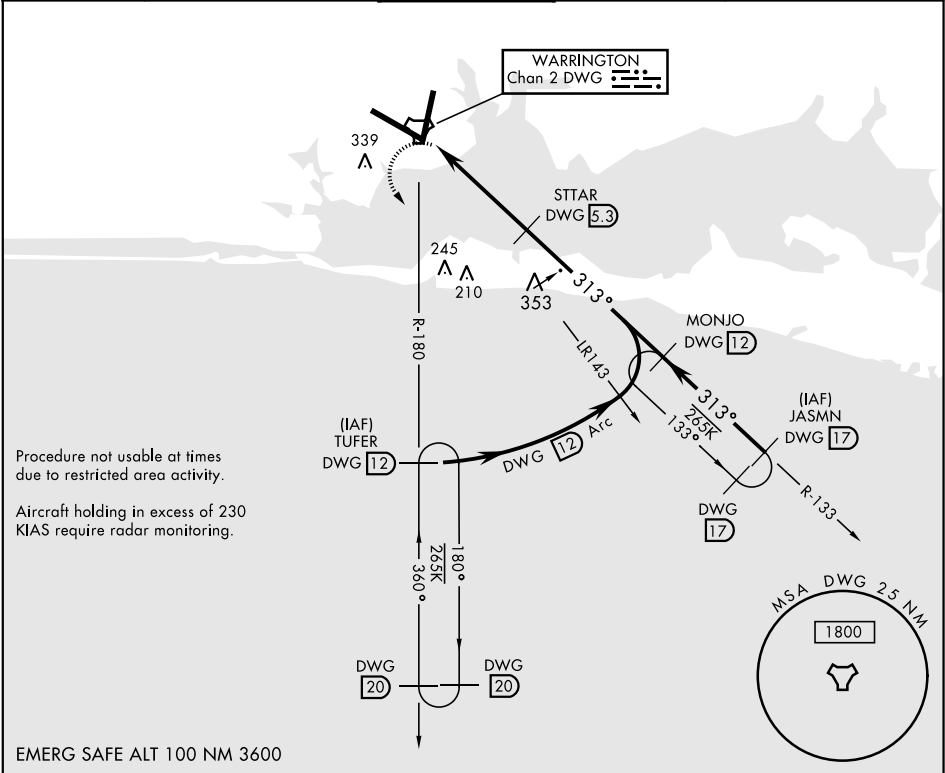 WARRINGTON
Chan 2 DWG
339
STTAR
DWG 5.3
245
210
353
313°
R-180
LR143
MONJO
DWG 12
(IAF)
TUFER
DWG 12
DWG 12 Arc
313°
265K
133°
(IAF)
JASMN
DWG 17
DWG
17
R-133
Procedure not usable at times
due to restricted area activity.
Aircraft holding in excess of 230
KIAS require radar monitoring.
360°
265K
180°
DWG
20
DWG
20
MSA DWG 25 NM
1800
EMERG SAFE ALT 100 NM 3600